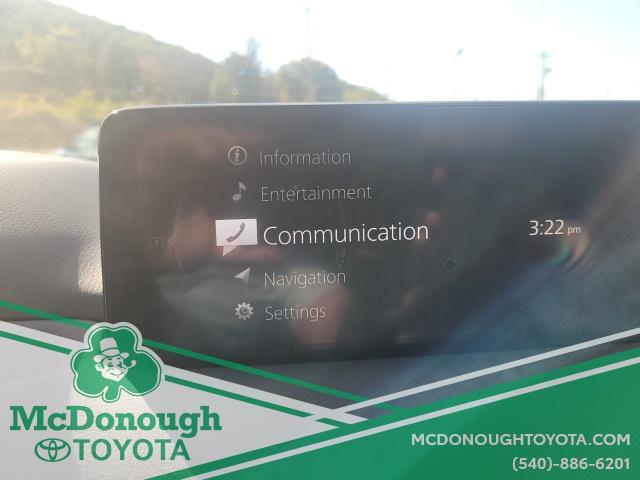 Information
Entertainment
Communication
3:22 pm
Navigation
Settings
McDonough
TOYOTA
MCDONOUGHTOYOTA.COM
(540)-886-6201